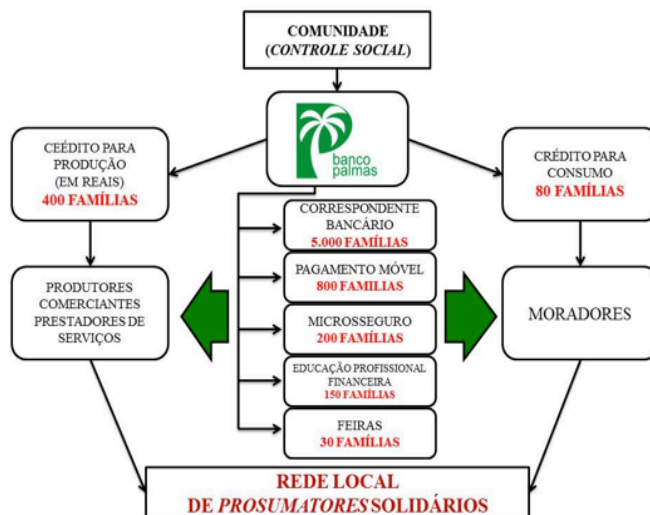 COMUNIDADE
(CONTROLE SOCIAL)
banco
palmas
CEÉDITO PARA
PRODUÇÃO
(EM REAIS)
400 FAMÍLIAS
CRÉDITO PARA
CONSUMO
80 FAMÍLIAS
CORRESPONDENTE
BANCÁRIO
5.000 FAMÍLIAS
PAGAMENTO MÓVEL
800 FAMILIAS
MICROSSEGURO
200 FAMÍLIAS
EDUCAÇÃO PROFISSIONAL
FINANCEIRA
150 FAMÍLIAS
FEIRAS
30 FAMÍLIAS
PRODUTORES
COMERCIANTES
PRESTADORES DE
SERVIÇOS
MORADORES
REDE LOCAL
DE PROSUMATORES SOLIDÁRIOS